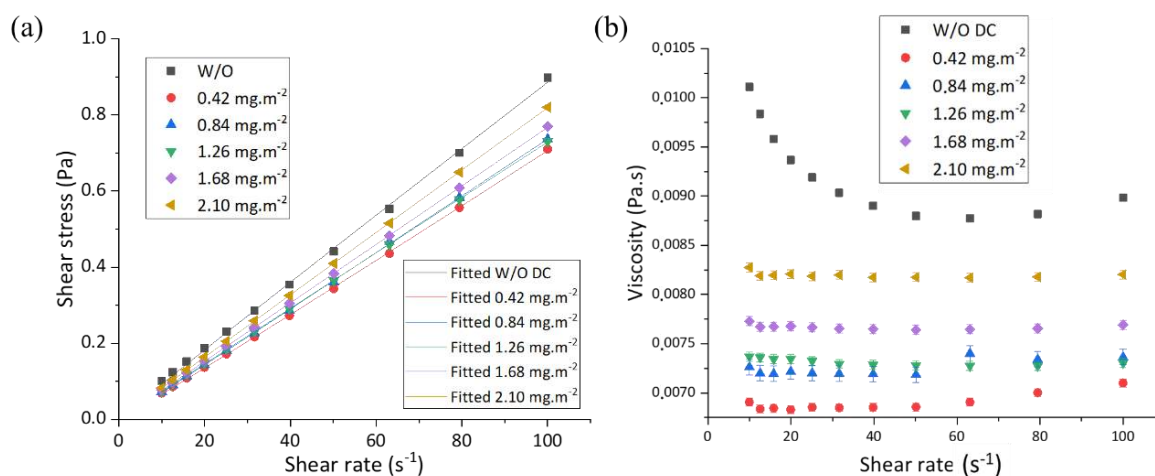 (a)
1.0
0.8
0.6
0.4
0.2
0.0
Shear stress (Pa)
W/O
0.42 mg.m⁻²
0.84 mg.m⁻²
1.26 mg.m⁻²
1.68 mg.m⁻²
2.10 mg.m⁻²
Fitted W/O DC
Fitted 0.42 mg.m⁻²
Fitted 0.84 mg.m⁻²
Fitted 1.26 mg.m⁻²
Fitted 1.68 mg.m⁻²
Fitted 2.10 mg.m⁻²
0 20 40 60 80 100
Shear rate (s⁻¹)
(b)
0,0105
0,0100
0,0095
0,0090
0,0085
0,0080
0,0075
0,0070
Viscosity (Pa.s)
W/O DC
0.42 mg.m⁻²
0.84 mg.m⁻²
1.26 mg.m⁻²
1.68 mg.m⁻²
2.10 mg.m⁻²
0 20 40 60 80 100
Shear rate (s⁻¹)